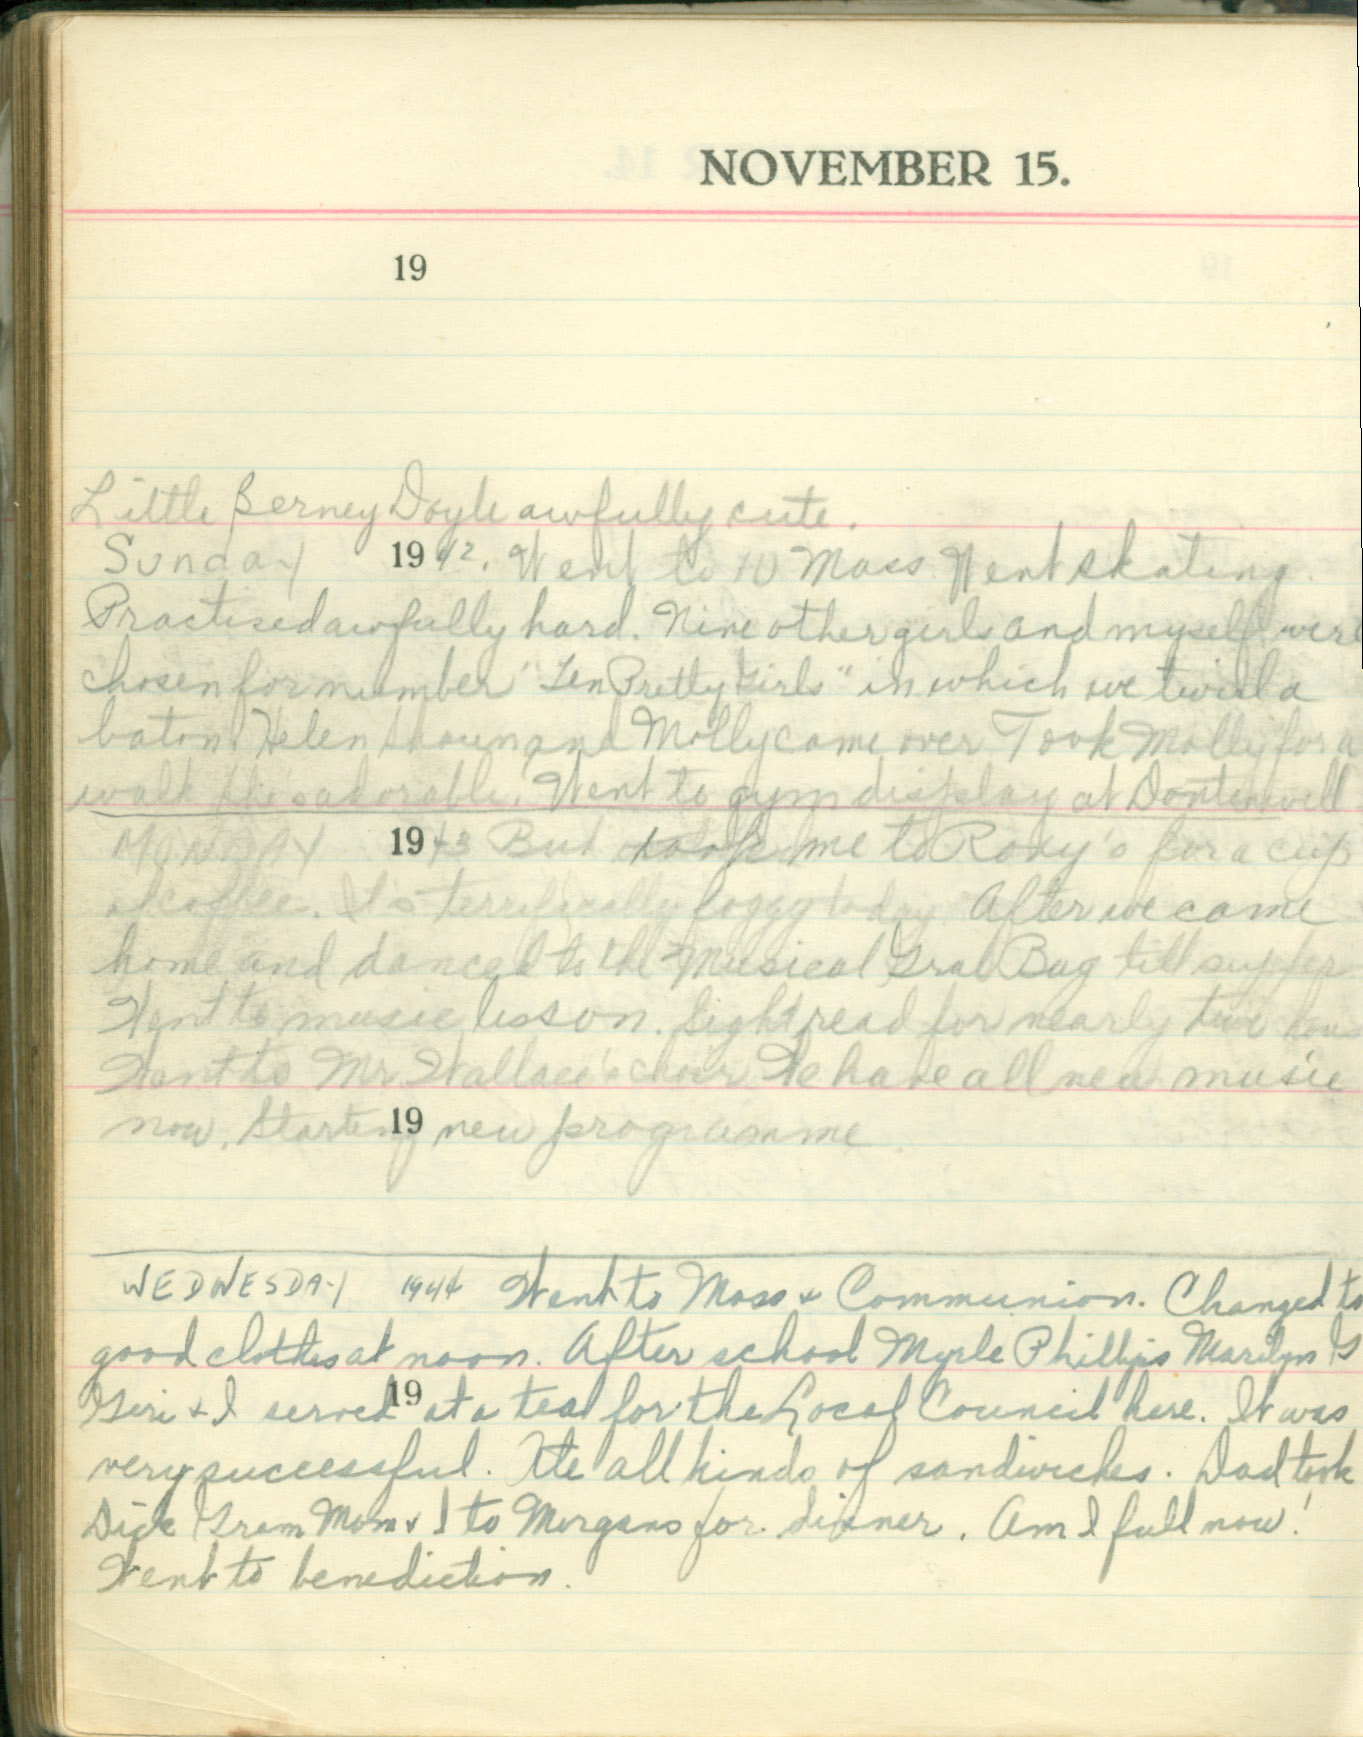 NOVEMBER 15.
19
Little Berney Doyle awfully cute.
Sunday 1942. Went to 10 Mass Went skating.
Practised awfully hard. Nine other girls and myself were
chosen for number "Ten Pretty Girls" in which we twirl a
baton. Helen and Molly came over Took Molly for a
walk she's adorable. Went to gym display at
MONDAY 1943 But took me to Roxy's for a cup
of coffee. It's terrifically foggy today After we came
home and danced to the Musical Grab Bag till supper
Went to music lesson. Sight read for nearly two
Went to Mr. Wallace's choir We have all new music
now. Starting new programme.
19
WEDNESDAY 1944 Went to Mass & Communion. Changed to
good clothes at noon. After school Myrle Phillips Marilyn G
Geri & I served at a tea for the Local Council here. It was
19
very successful. Ate all kinds of sandwiches. Dad took
Dick Gram Mom & I to Morgans for dinner. Am I full now!
Went to benediction.